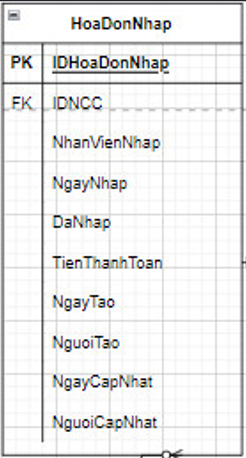 HoaDonNhap
PK IDHoaDonNhap
FK IDNCC
NhanVienNhap
NgayNhap
DaNhap
TienThanhToan
NgayTao
NguoiTao
NgayCapNhat
NguoiCapNhat